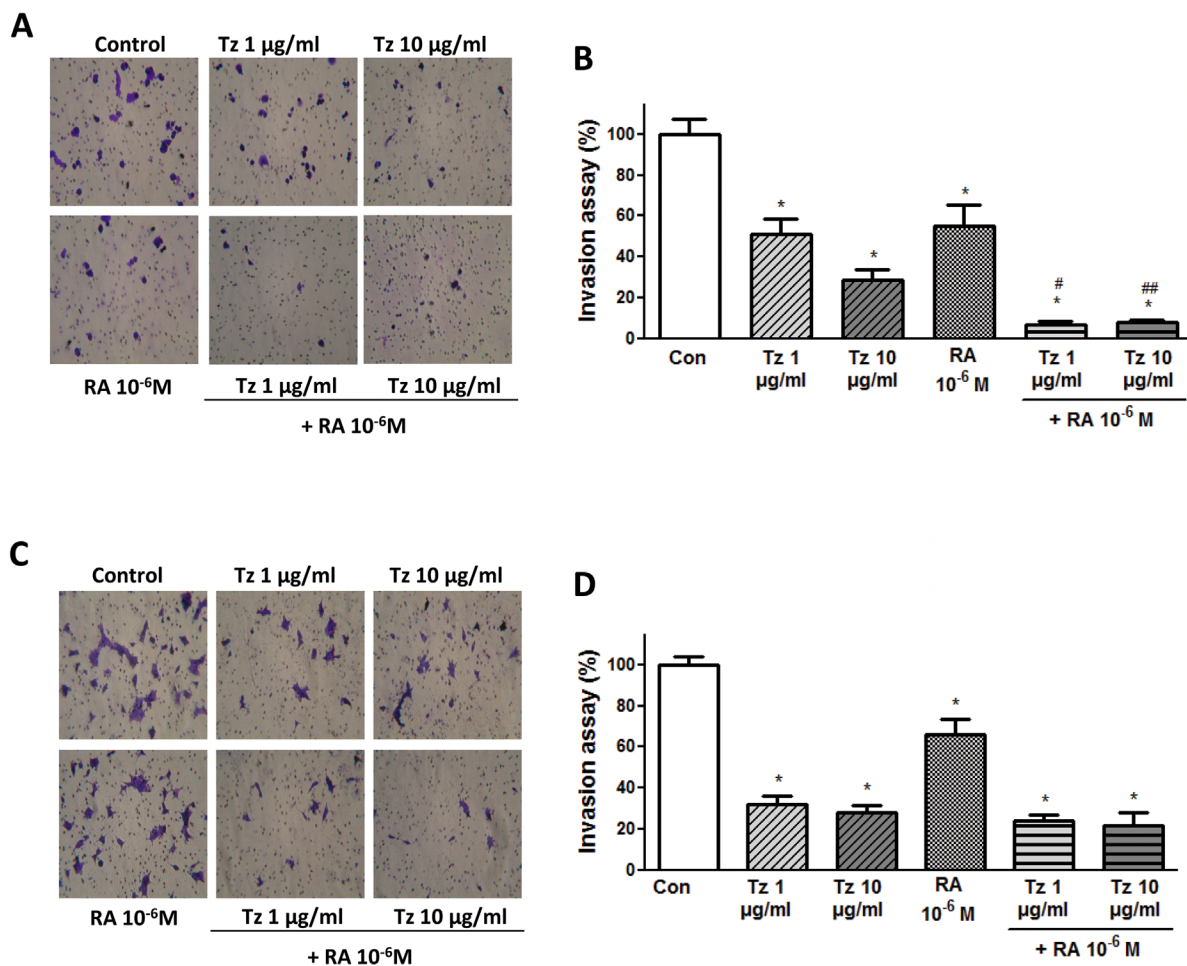 A
Control
Tz 1 µg/ml
Tz 10 µg/ml
RA 10⁻⁶M
Tz 1 µg/ml
Tz 10 µg/ml
+ RA 10⁻⁶M
B
Invasion assay (%)
100
80
60
40
20
0
*
*
*
#
*
##
*
Con
Tz 1
µg/ml
Tz 10
µg/ml
RA
10⁻⁶ M
Tz 1
µg/ml
Tz 10
µg/ml
+ RA 10⁻⁶ M
C
Control
Tz 1 µg/ml
Tz 10 µg/ml
RA 10⁻⁶M
Tz 1 µg/ml
Tz 10 µg/ml
+ RA 10⁻⁶M
D
Invasion assay (%)
100
80
60
40
20
0
*
*
*
*
*
Con
Tz 1
µg/ml
Tz 10
µg/ml
RA
10⁻⁶ M
Tz 1
µg/ml
Tz 10
µg/ml
+ RA 10⁻⁶ M